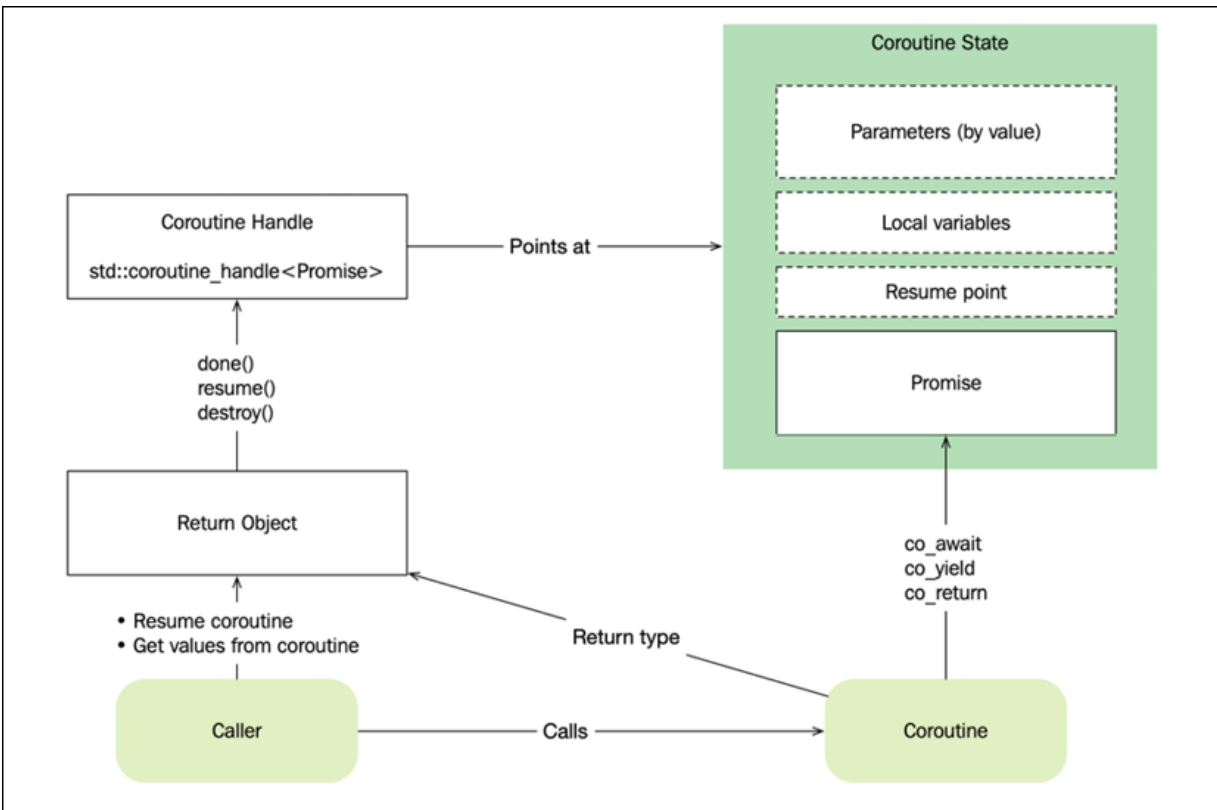 Coroutine State
Parameters (by value)
Local variables
Resume point
Promise
Coroutine Handle
std::coroutine_handle<Promise>
Points at
done()
resume()
destroy()
Return Object
co_await
co_yield
co_return
• Resume coroutine
• Get values from coroutine
Return type
Caller
Calls
Coroutine